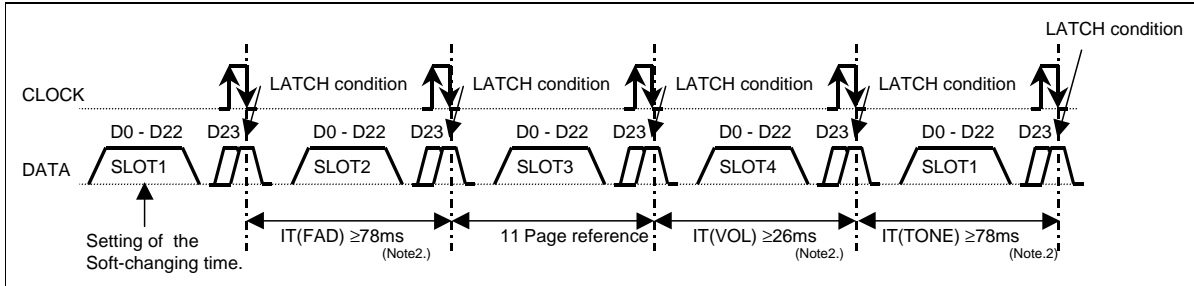 LATCH condition
CLOCK
LATCH condition LATCH condition LATCH condition LATCH condition
D0 - D22 D23 D0 - D22 D23 D0 - D22 D23 D0 - D22 D23 D0 - D22 D23
DATA SLOT1 SLOT2 SLOT3 SLOT4 SLOT1
IT(FAD) ≥78ms 11 Page reference IT(VOL) ≥26ms IT(TONE) ≥78ms
(Note2.) (Note2.) (Note.2)
Setting of the
Soft-changing time.